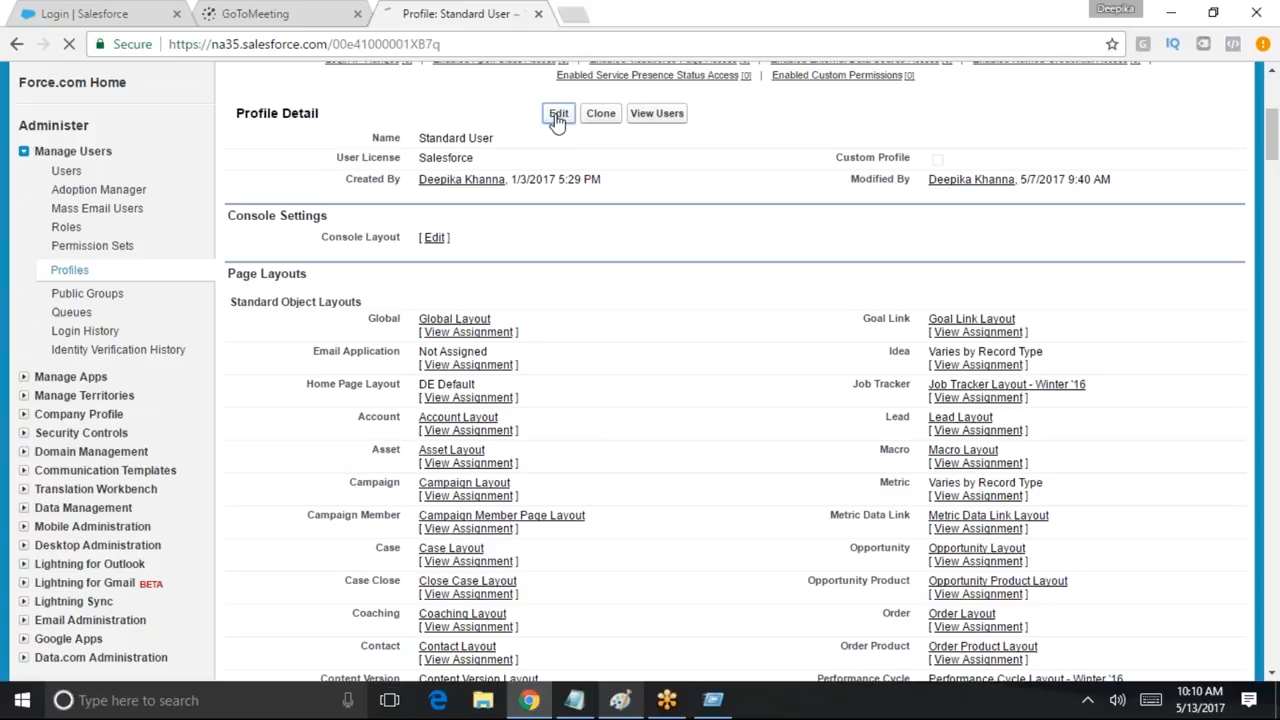 Login | Salesforce
GoToMeeting
Profile: Standard User ~
Deepika
Secure
https://na35.salesforce.com/00e41000001XB7q
Enabled Service Presence Status Access [0] | Enabled Custom Permissions [0]
Force.com Home
Administer
Manage Users
Users
Adoption Manager
Mass Email Users
Roles
Permission Sets
Profiles
Public Groups
Queues
Login History
Identity Verification History
Manage Apps
Manage Territories
Company Profile
Security Controls
Domain Management
Communication Templates
Translation Workbench
Data Management
Mobile Administration
Desktop Administration
Lightning for Outlook
Lightning for Gmail BETA
Lightning Sync
Email Administration
Google Apps
Data.com Administration
Profile Detail
Edit
Clone
View Users
Name Standard User
User License Salesforce
Custom Profile
Created By Deepika Khanna, 1/3/2017 5:29 PM
Modified By Deepika Khanna, 5/7/2017 9:40 AM
Console Settings
Console Layout [ Edit ]
Page Layouts
Standard Object Layouts
Global Global Layout
[ View Assignment ]
Goal Link Goal Link Layout
[ View Assignment ]
Email Application Not Assigned
[ View Assignment ]
Idea Varies by Record Type
[ View Assignment ]
Home Page Layout DE Default
[ View Assignment ]
Job Tracker Job Tracker Layout - Winter '16
[ View Assignment ]
Account Account Layout
[ View Assignment ]
Lead Lead Layout
[ View Assignment ]
Asset Asset Layout
[ View Assignment ]
Macro Macro Layout
[ View Assignment ]
Campaign Campaign Layout
[ View Assignment ]
Metric Varies by Record Type
[ View Assignment ]
Campaign Member Campaign Member Page Layout
[ View Assignment ]
Metric Data Link Metric Data Link Layout
[ View Assignment ]
Case Case Layout
[ View Assignment ]
Opportunity Opportunity Layout
[ View Assignment ]
Case Close Close Case Layout
[ View Assignment ]
Opportunity Product Opportunity Product Layout
[ View Assignment ]
Coaching Coaching Layout
[ View Assignment ]
Order Order Layout
[ View Assignment ]
Contact Contact Layout
[ View Assignment ]
Order Product Order Product Layout
[ View Assignment ]
Content Version Content Version Layout
Performance Cycle Performance Cycle Layout - Winter '16
Type here to search
10:10 AM
5/13/2017